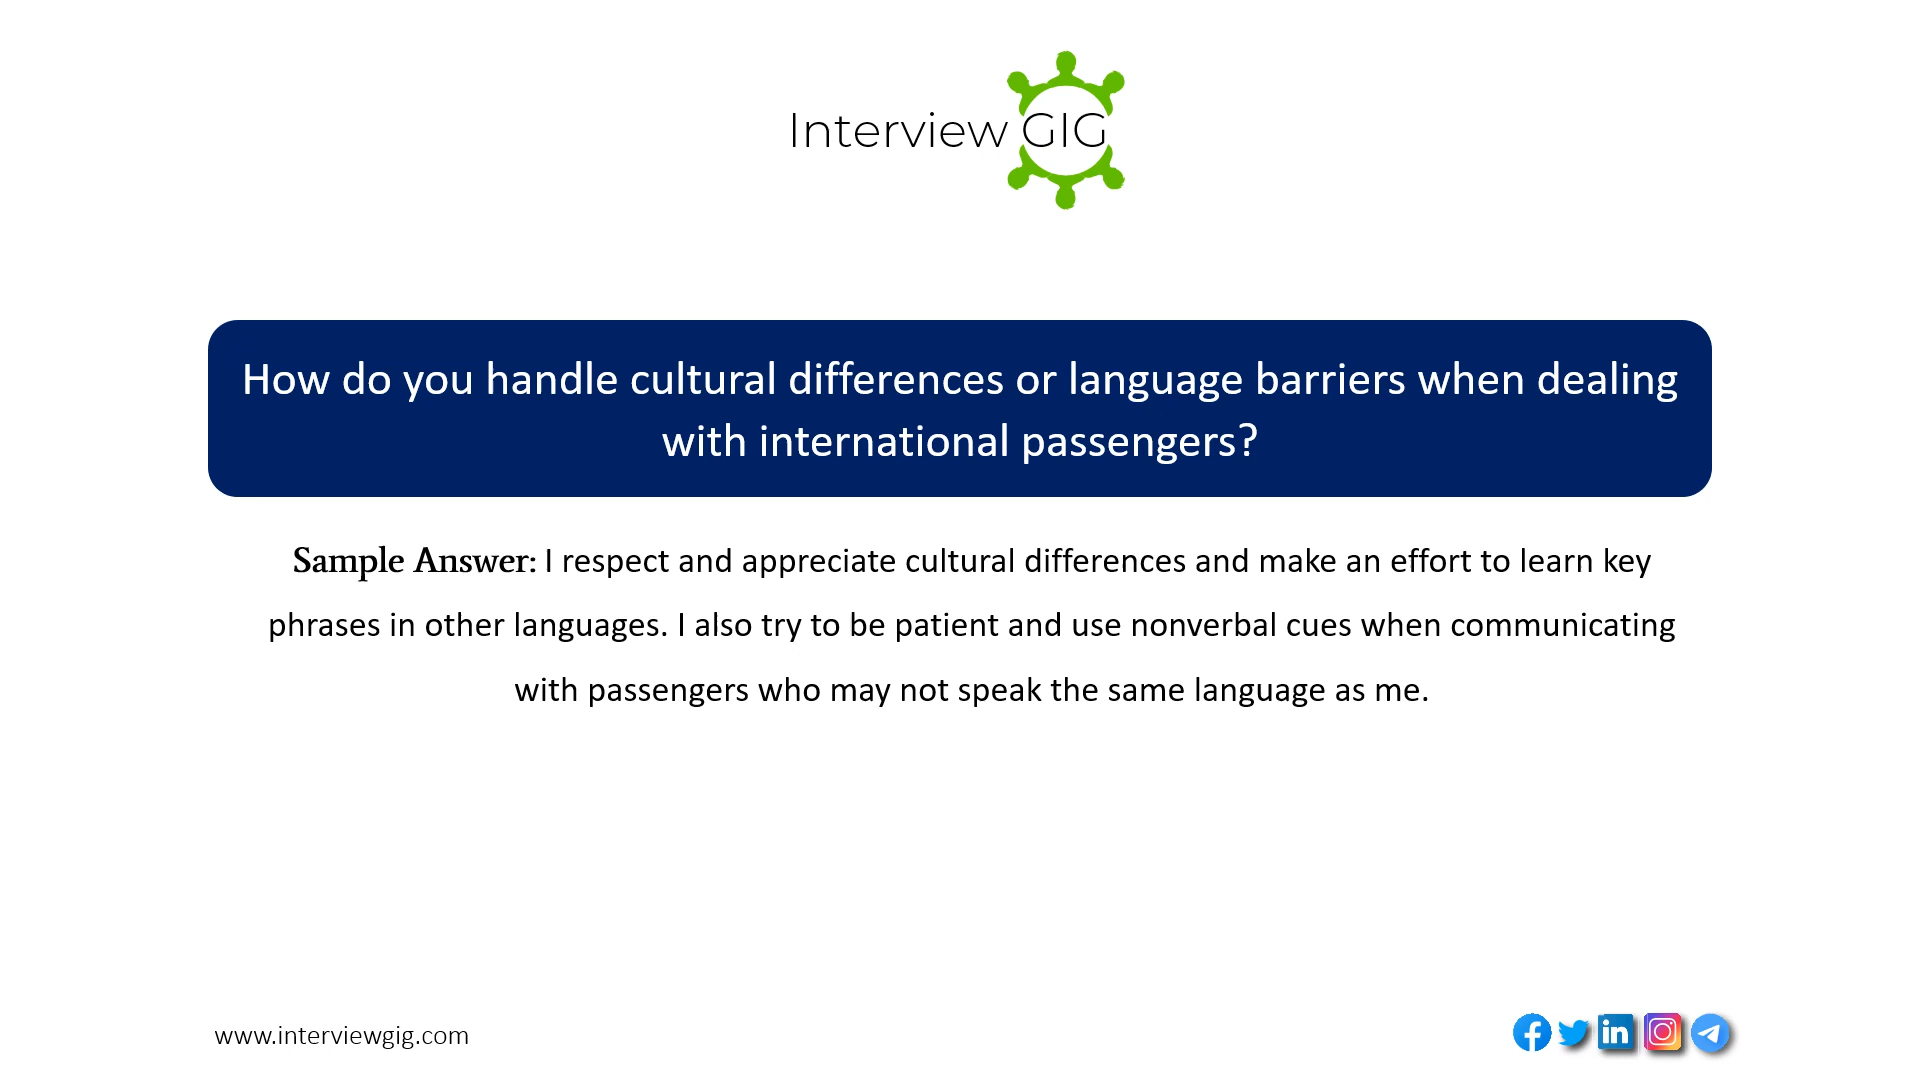 Interview GIG
How do you handle cultural differences or language barriers when dealing
with international passengers?
Sample Answer: I respect and appreciate cultural differences and make an effort to learn key
phrases in other languages. I also try to be patient and use nonverbal cues when communicating
with passengers who may not speak the same language as me.
www.interviewgig.com